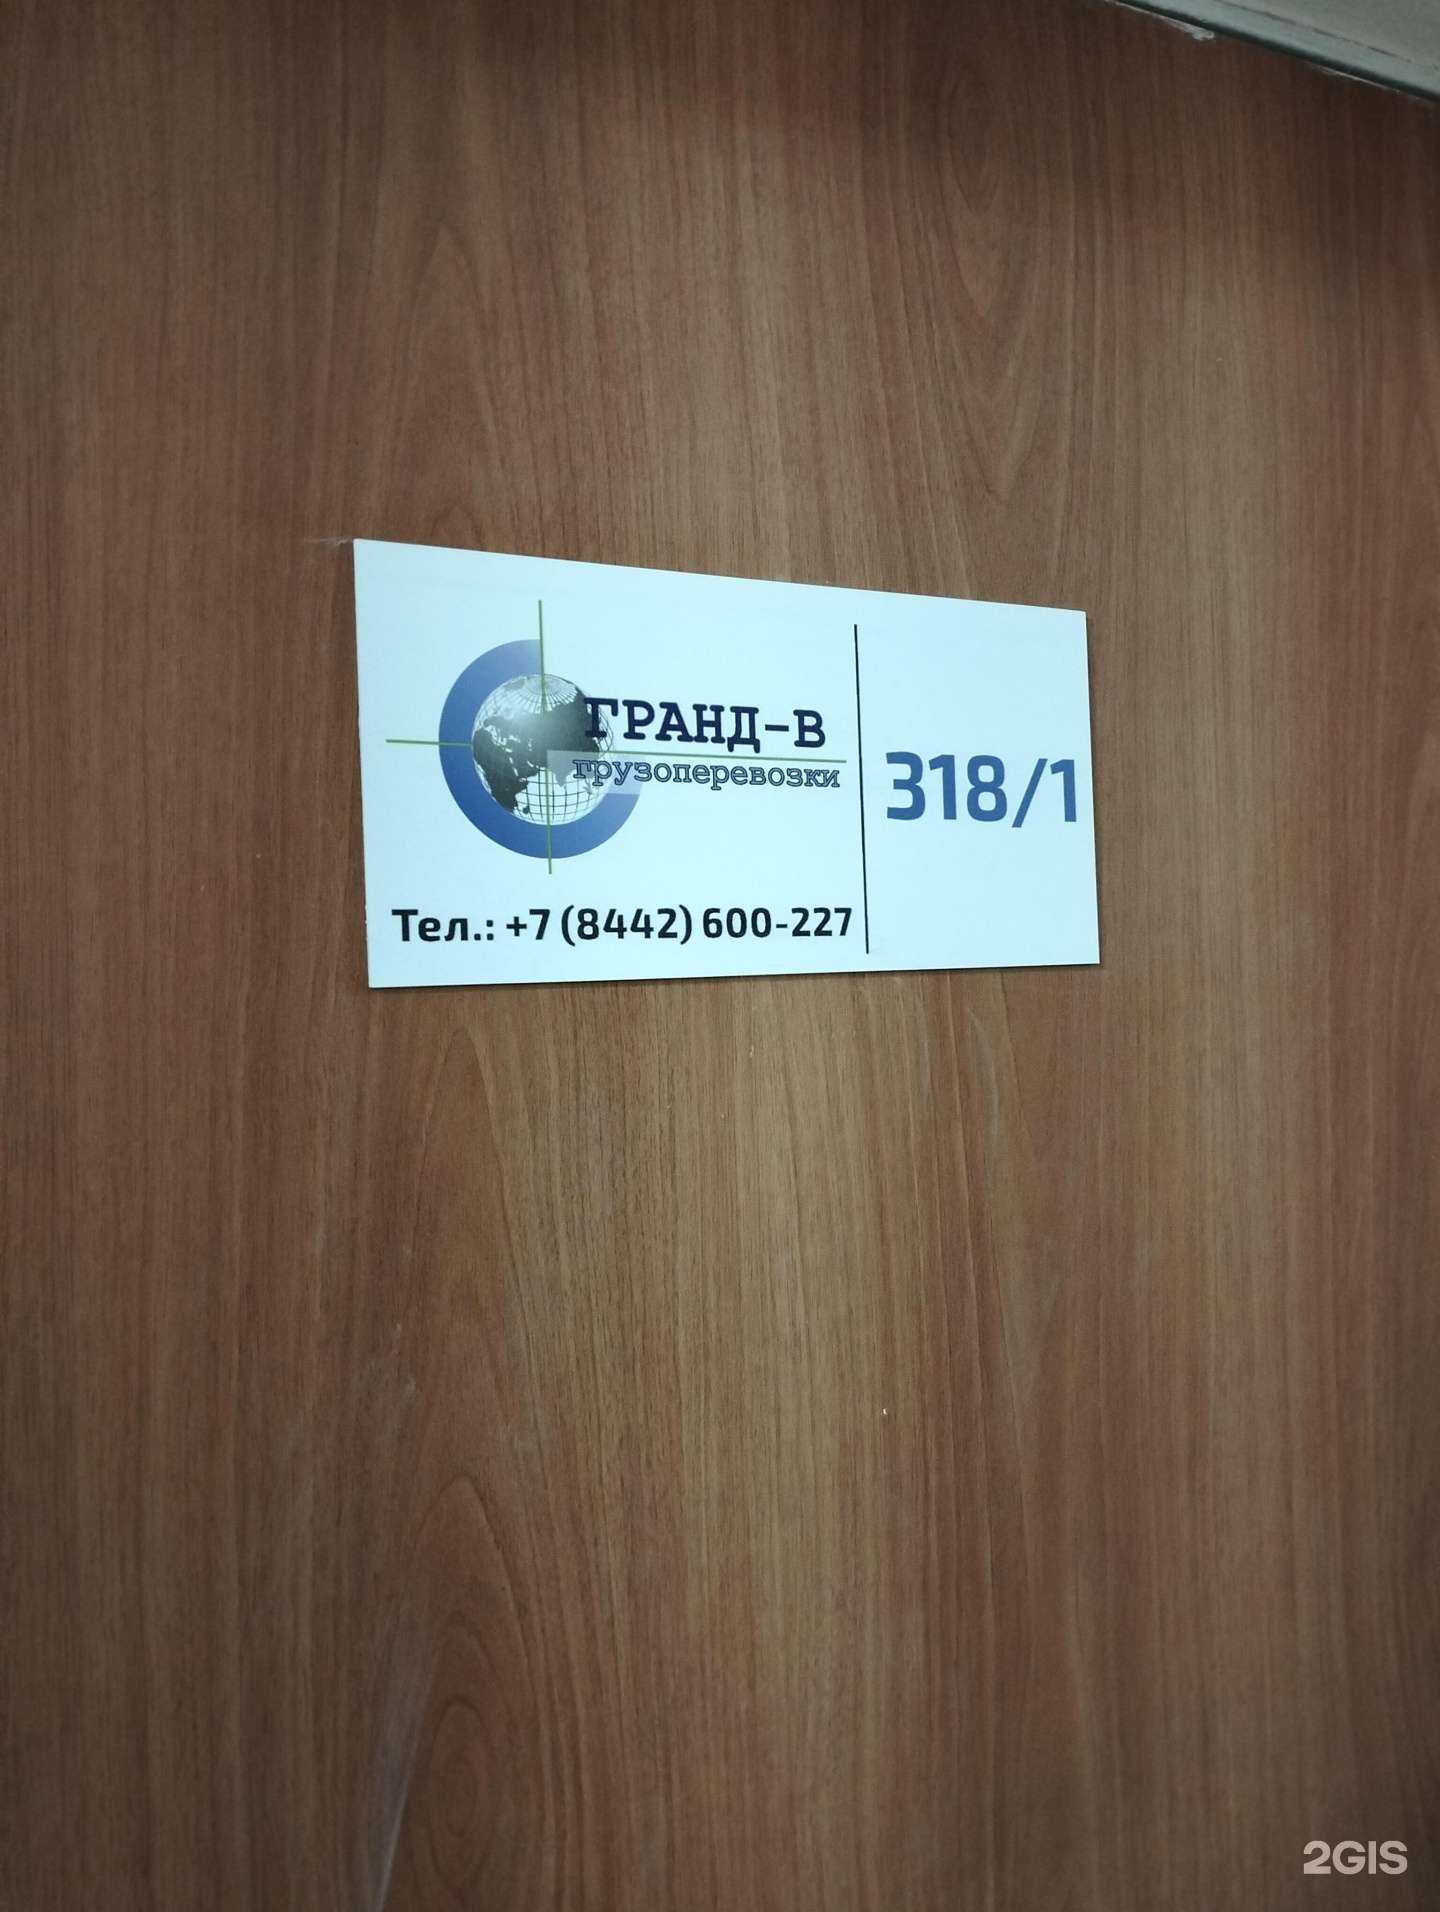 ГРАНД-В
грузоперевозки
318/1
Тел.: +7 (8442) 600-227
2GIS